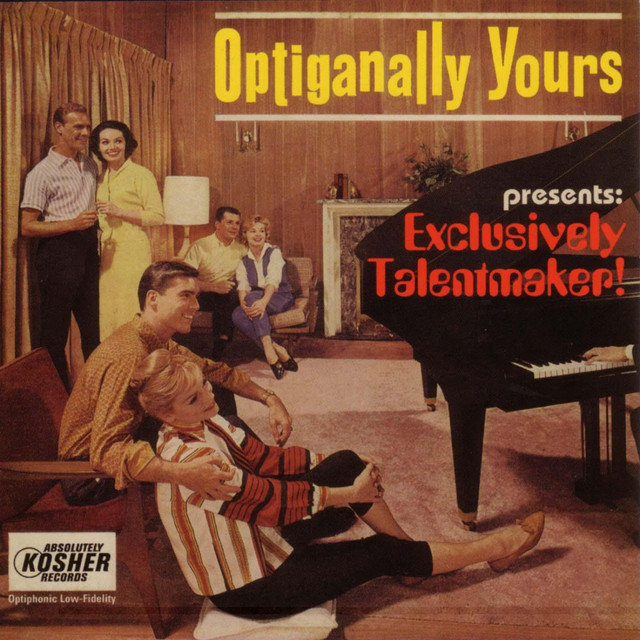 Optiganally Yours
presents:
Exclusively
Talentmaker!
ABSOLUTELY
KOSHER
RECORDS
Optiphonic Low-Fidelity